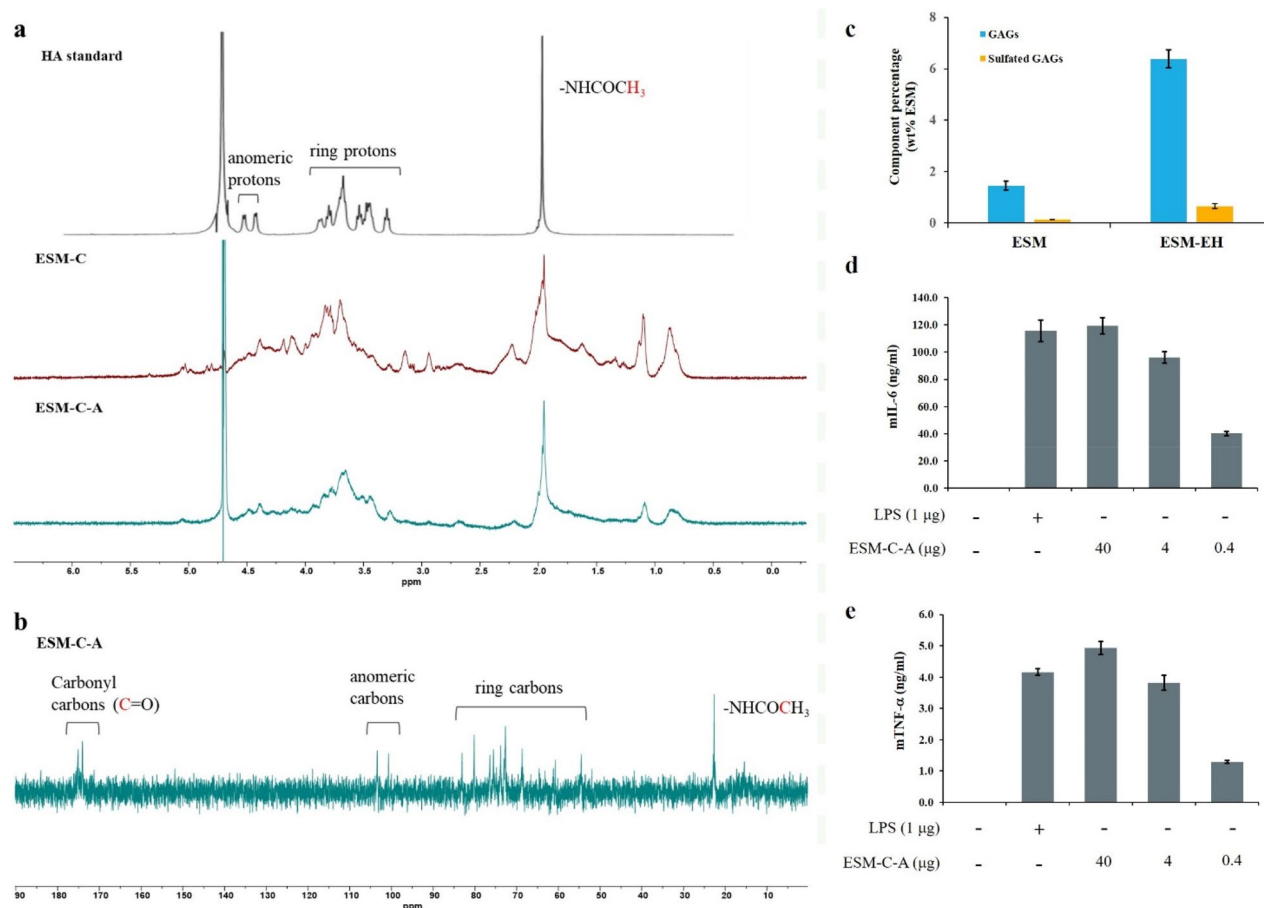 a
HA standard
-NHCOCH₃
anomeric
protons
ring protons
ESM-C
ESM-C-A
6.0 5.5 5.0 4.5 4.0 3.5 3.0 2.5 2.0 1.5 1.0 0.5 0.0
ppm
b
ESM-C-A
Carbonyl
carbons (C=O)
anomeric
carbons
ring carbons
-NHCOCH₃
90 180 170 160 150 140 130 120 110 100 90 80 70 60 50 40 30 20 10
ppm
c
GAGs
Sulfated GAGs
Component percentage
(wt% ESM)
8
6
4
2
0
ESM ESM-EH
d
mIL-6 (ng/ml)
140.0
120.0
100.0
80.0
60.0
40.0
20.0
0.0
LPS (1 μg) - + - - -
ESM-C-A (μg) - - 40 4 0.4
e
mTNF-α (ng/ml)
6.0
5.0
4.0
3.0
2.0
1.0
0.0
LPS (1 μg) - + - - -
ESM-C-A (μg) - - 40 4 0.4